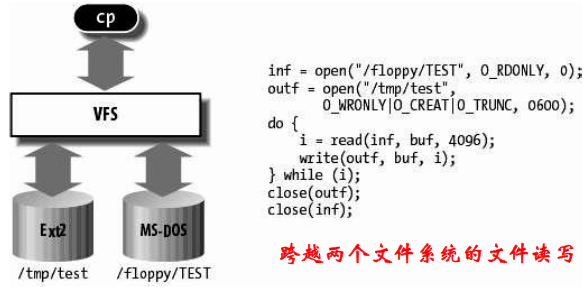 cp
VFS
Ext2
MS-DOS
/tmp/test
/floppy/TEST
inf = open("/floppy/TEST", O_RDONLY, 0);
outf = open("/tmp/test",
O_WRONLY|O_CREAT|O_TRUNC, 0600);
do {
i = read(inf, buf, 4096);
write(outf, buf, i);
} while (i);
close(outf);
close(inf);
跨越两个文件系统的文件读写